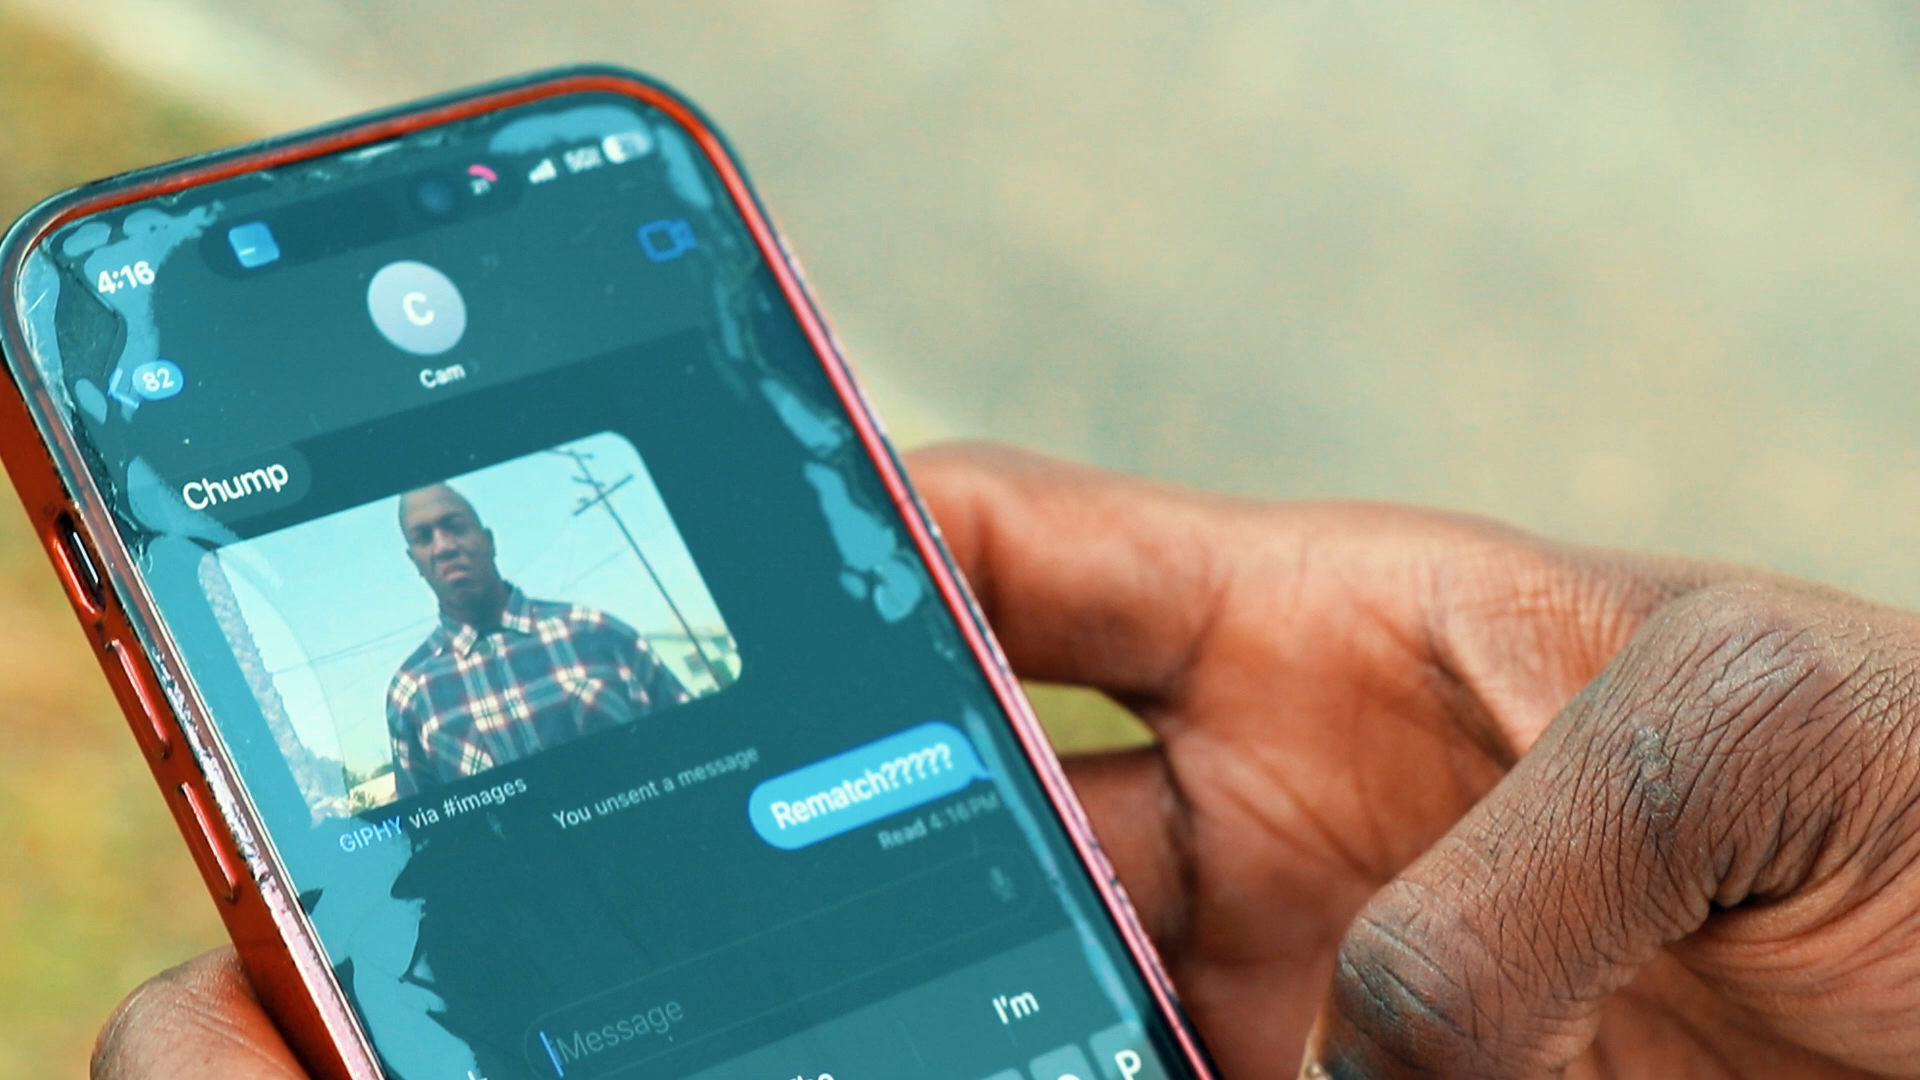 4:16
C
Cam
82
Chump
GIPHY via #images
You unsent a message
Rematch?????
Read 4:16 PM
Message
I'm
P